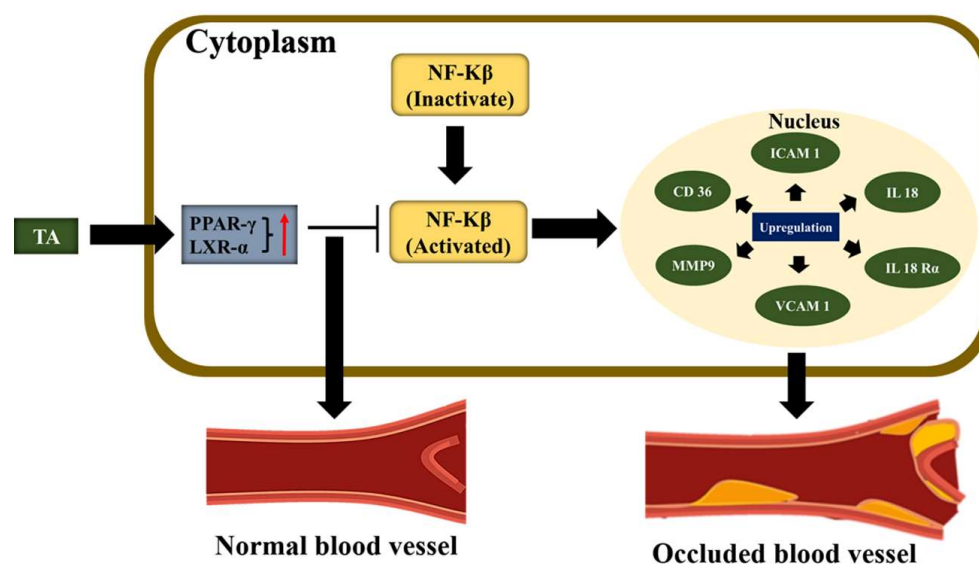 Cytoplasm
NF-Kβ
(Inactivate)
Nucleus
ICAM 1
CD 36
IL 18
TA
PPAR-γ
LXR-α
NF-Kβ
(Activated)
Upregulation
MMP9
IL 18 Rα
VCAM 1
Normal blood vessel
Occluded blood vessel